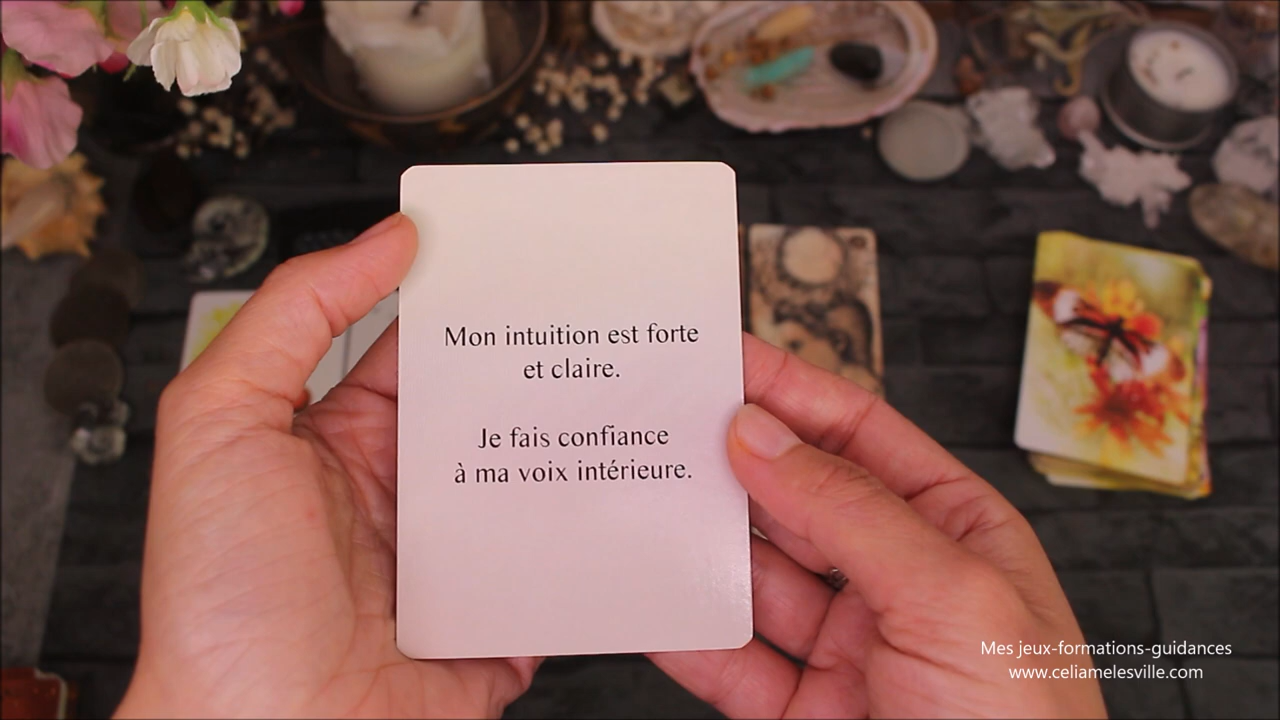 Mon intuition est forte
et claire.
Je fais confiance
à ma voix intérieure.
Mes jeux-formations-guidances
www.celiamelesville.com